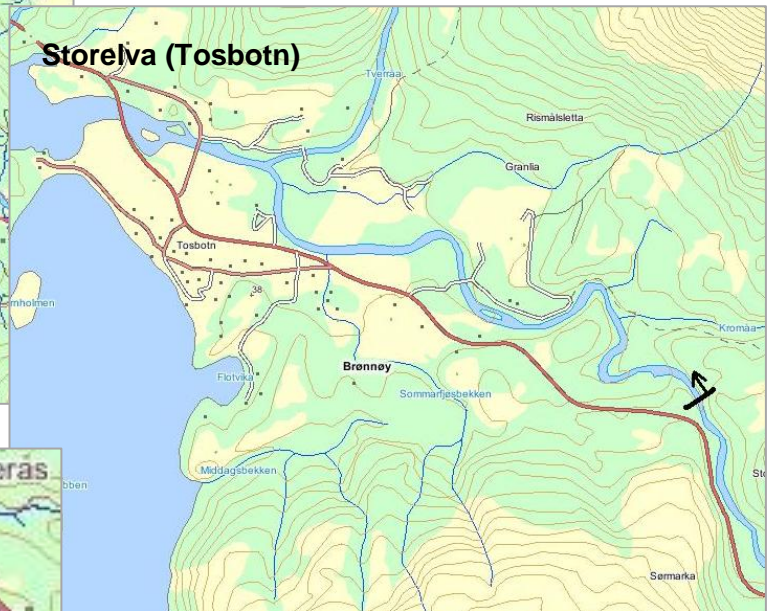 Storelva (Tosbotn)
Tverråa
Rismålsletta
Granlia
Tosbotn
38
Kromåa
Flotvika
Brønnøy
Sommarfjøsbekken
Middagsbekken
Sørmarka